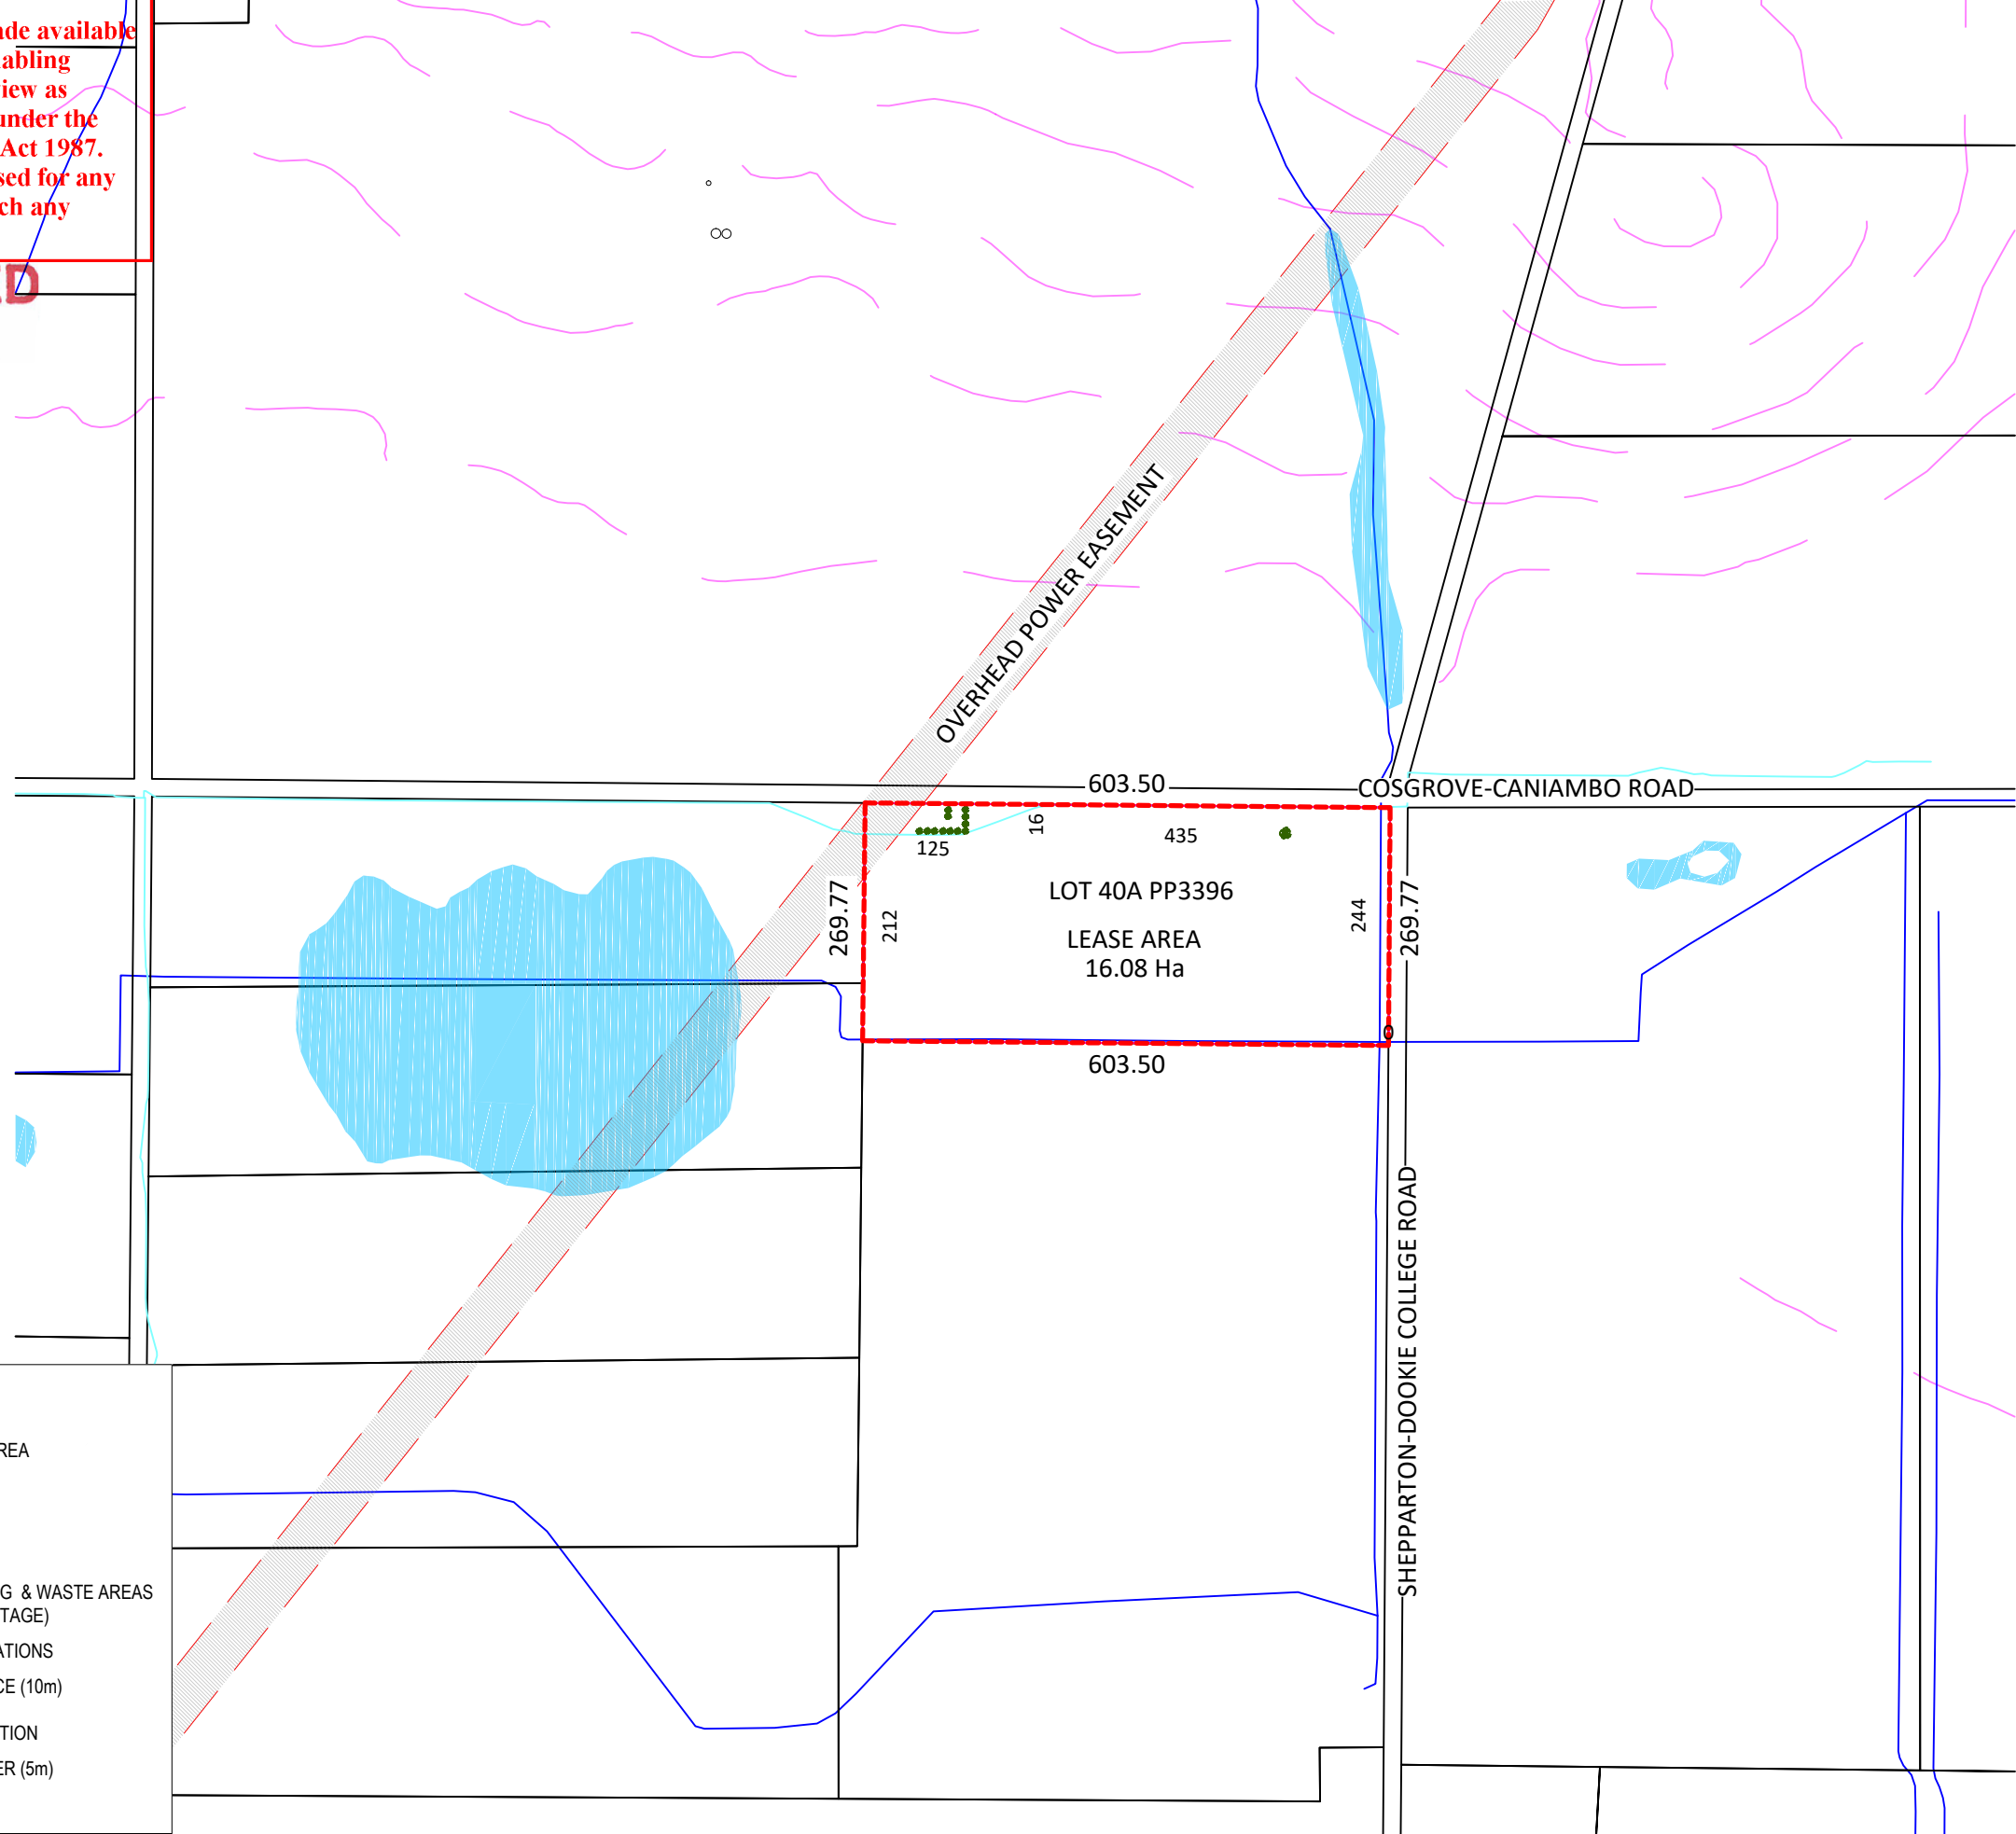 ade available
abling
view as
under the
Act 1987.
sed for any
ch any
D
OVERHEAD POWER EASEMENT
603.50
COSGROVE-CANIAMBO ROAD
16
435
125
269.77
212
LOT 40A PP3396
LEASE AREA
16.08 Ha
244
269.77
0
603.50
SHEPPARTON-DOOKIE COLLEGE ROAD
REA
G & WASTE AREAS
TAGE)
ATIONS
CE (10m)
TION
ER (5m)